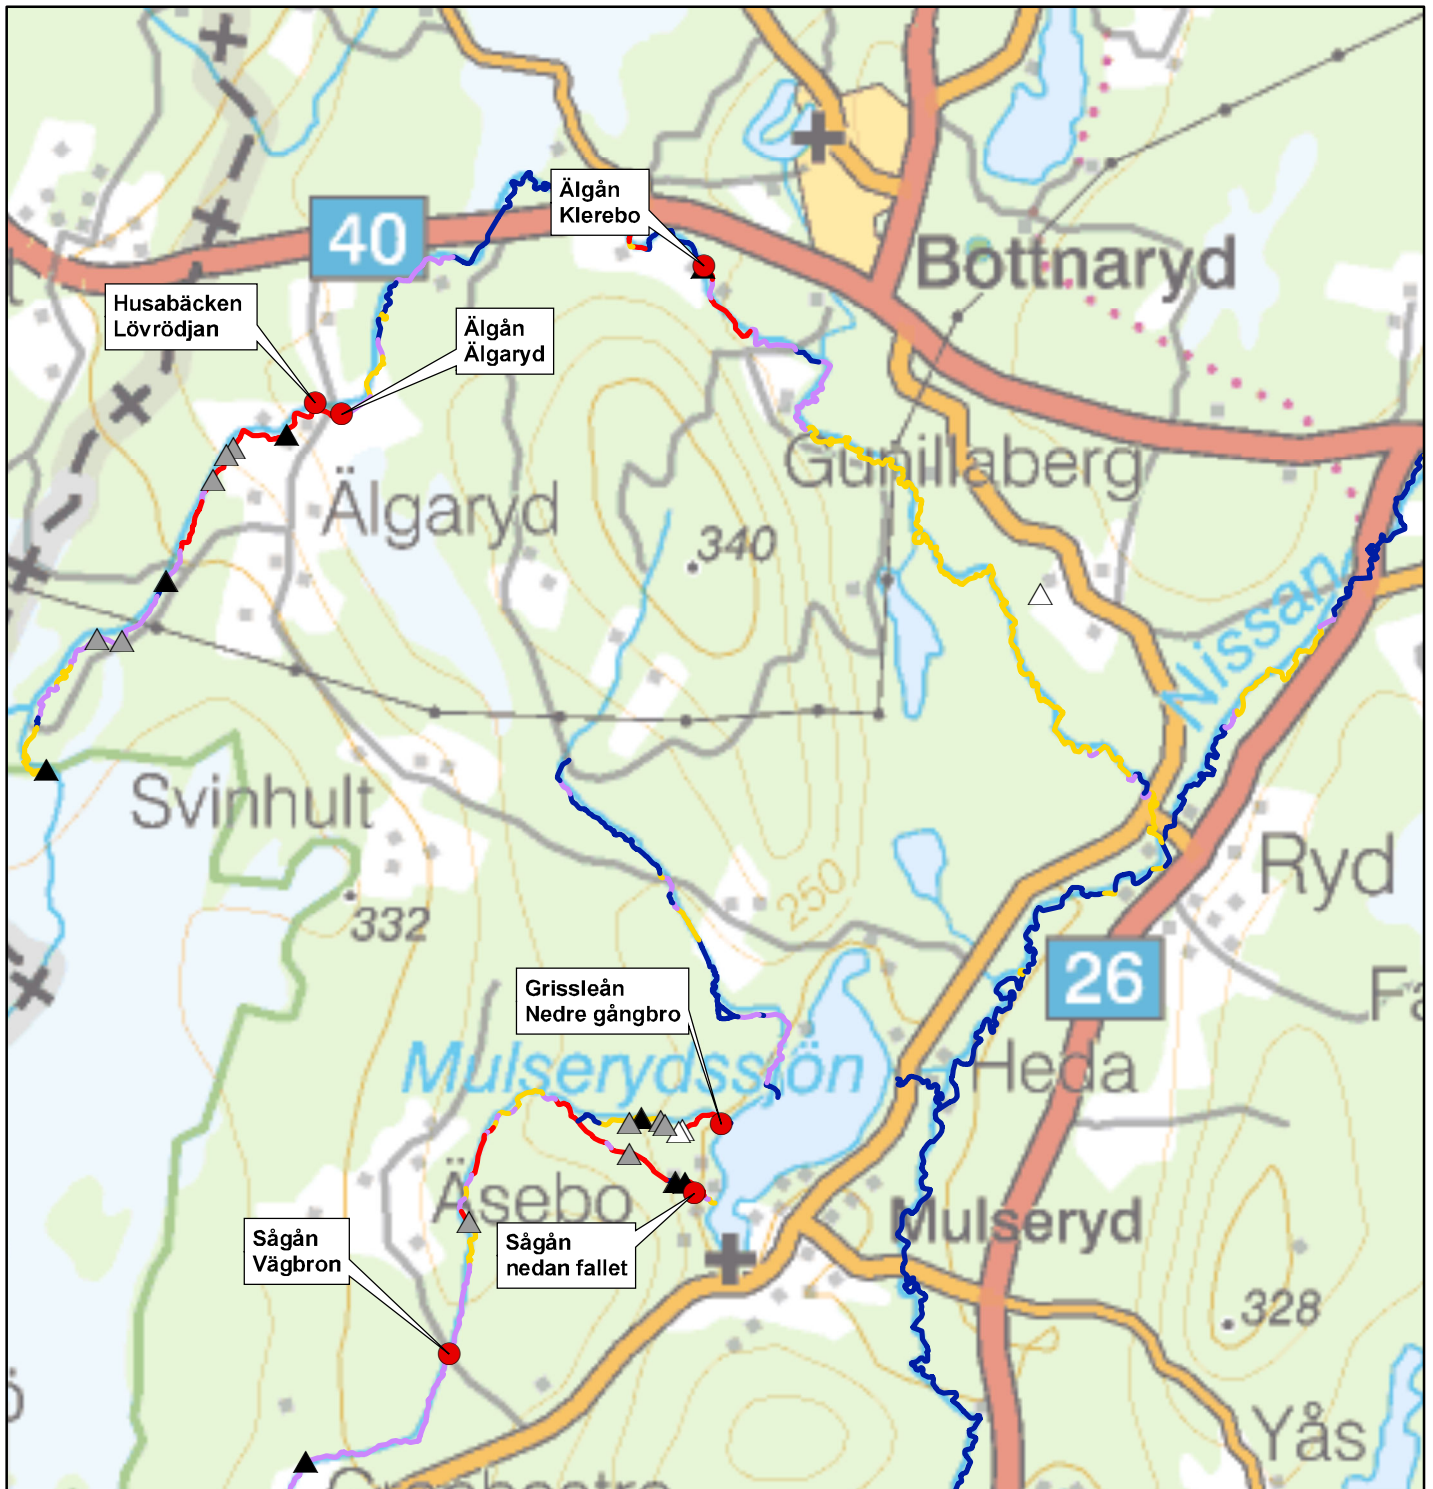 Älgån
Klerebo
40
Bottnaryd
Husabäcken
Lövrödjan
Älgån
Älgaryd
Gunillaberg
Älgaryd
340
Nissan
Svinhult
Ryd
250
332
26
Grissleån
Nedre gångbro
Mulserydssjön
Heda
Äsebo
Mulseryd
Sågån
Vägbron
Sågån
nedan fallet
328
Yås